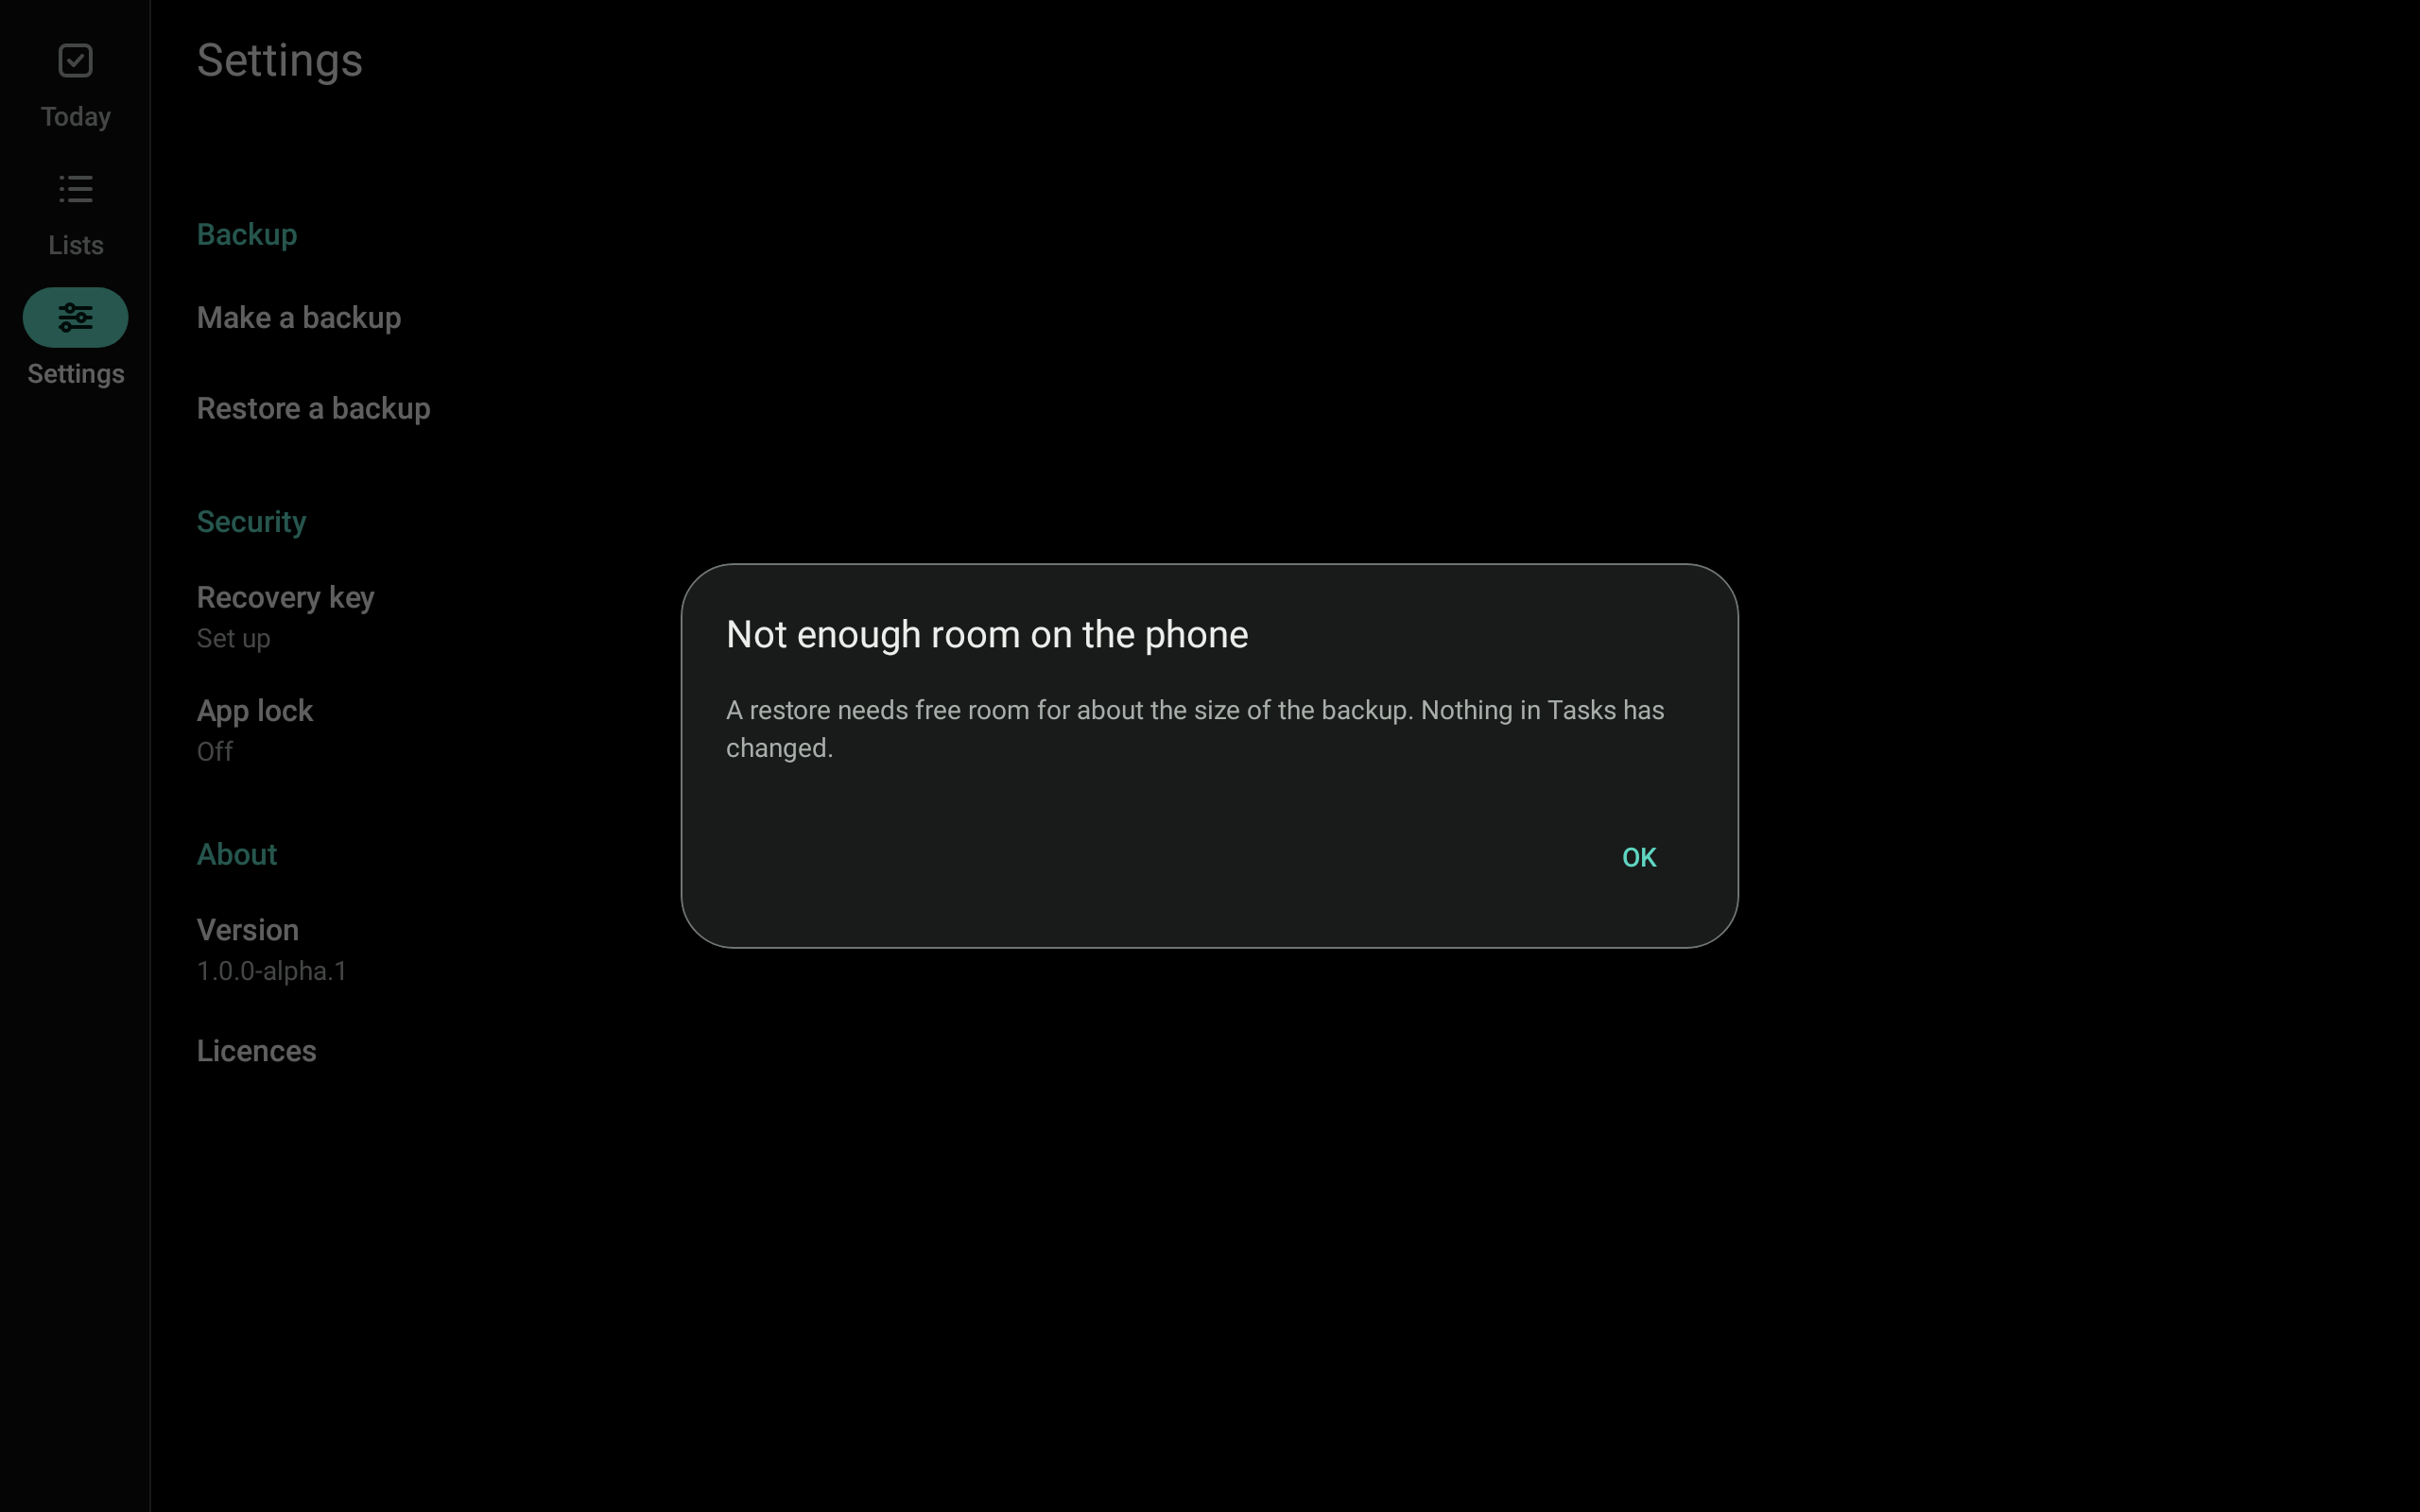 Settings
Today
Lists
Settings
Backup
Make a backup
Restore a backup
Security
Recovery key
Set up
App lock
Off
About
Version
1.0.0-alpha.1
Licences
Not enough room on the phone
A restore needs free room for about the size of the backup. Nothing in Tasks has
changed.
OK